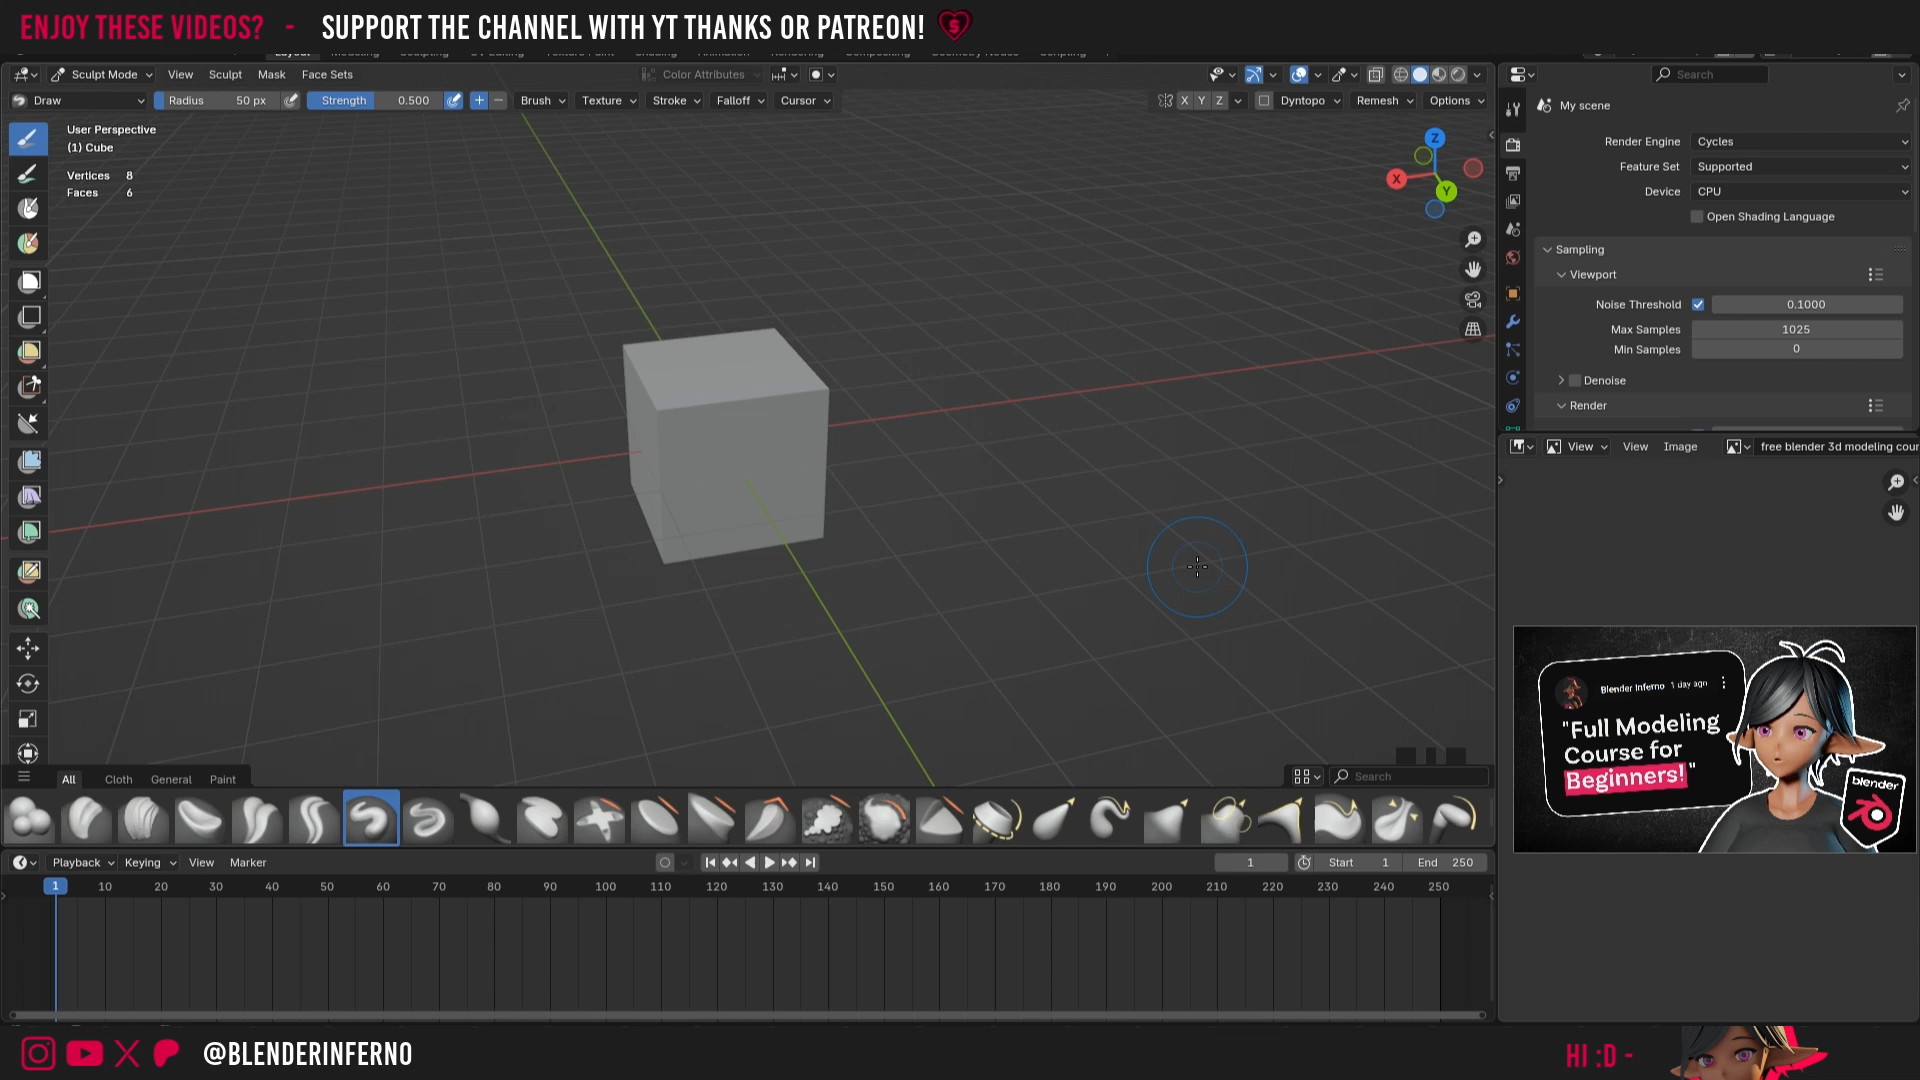 ENJOY THESE VIDEOS? - SUPPORT THE CHANNEL WITH YT THANKS OR PATREON!
Sculpt Mode View Sculpt Mask Face Sets Color Attributes
Search
Draw Radius 50 px Strength 0.500 Brush Texture Stroke Falloff Cursor X Y Z Dyntopo Remesh Options
My scene
User Perspective
(1) Cube
Vertices 8
Faces 6
Z
X
Y
Render Engine Cycles
Feature Set Supported
Device CPU
Open Shading Language
Sampling
Viewport
Noise Threshold 0.1000
Max Samples 1025
Min Samples 0
Denoise
Render
View View Image free blender 3d modeling cour
Blender Inferno 1 day ago
"Full Modeling
Course for
Beginners!"
blender
All Cloth General Paint Search
Playback Keying View Marker 1 Start 1 End 250
1 10 20 30 40 50 60 70 80 90 100 110 120 130 140 150 160 170 180 190 200 210 220 230 240 250
@BLENDERINFERNO
HI :D -